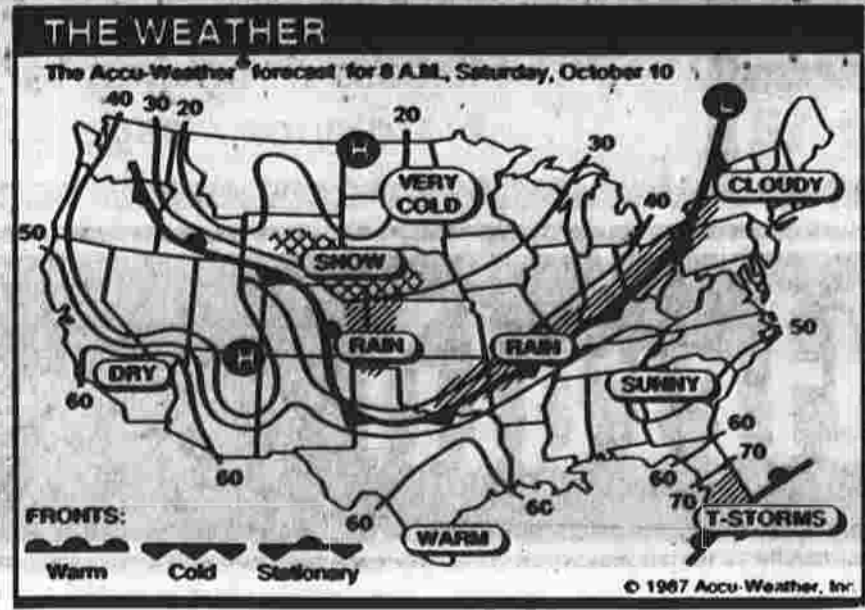 THE WEATHER
The Accu-Weather® forecast for 8 A.M., Saturday, October 10
40 30 20
20
30
L
H
VERY
COLD
CLOUDY
40
50
SNOW
RAIN
RAIN
50
H
DRY
SUNNY
60
60
70
60
60
70
60
60
T-STORMS
WARM
FRONTS:
Warm Cold Stationary
© 1987 Accu-Weather, Inc.